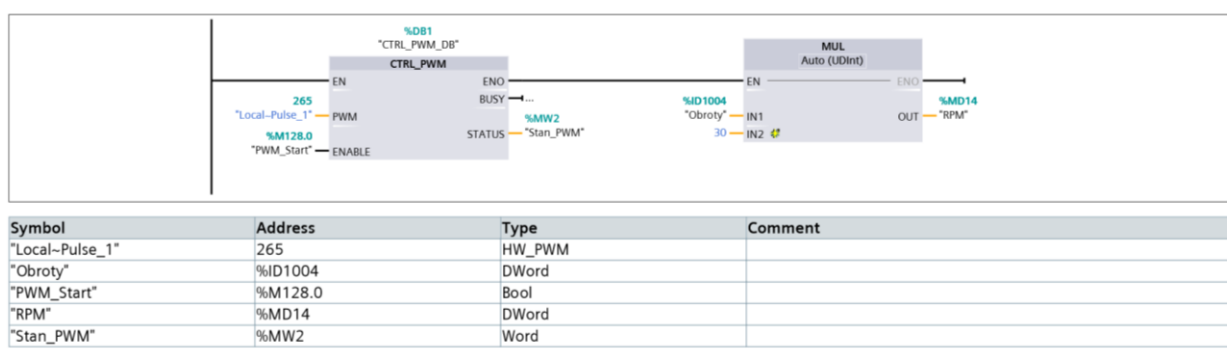 %DB1
"CTRL_PWM_DB"
CTRL_PWM
EN ENO
BUSY ...
265
"Local~Pulse_1" PWM
%MW2
STATUS "Stan_PWM"
%M128.0
"PWM_Start" ENABLE
MUL
Auto (UDInt)
EN ENO
%ID1004 %MD14
"Obroty" IN1 OUT "RPM"
30 IN2
Symbol Address Type Comment
"Local~Pulse_1" 265 HW_PWM
"Obroty" %ID1004 DWord
"PWM_Start" %M128.0 Bool
"RPM" %MD14 DWord
"Stan_PWM" %MW2 Word